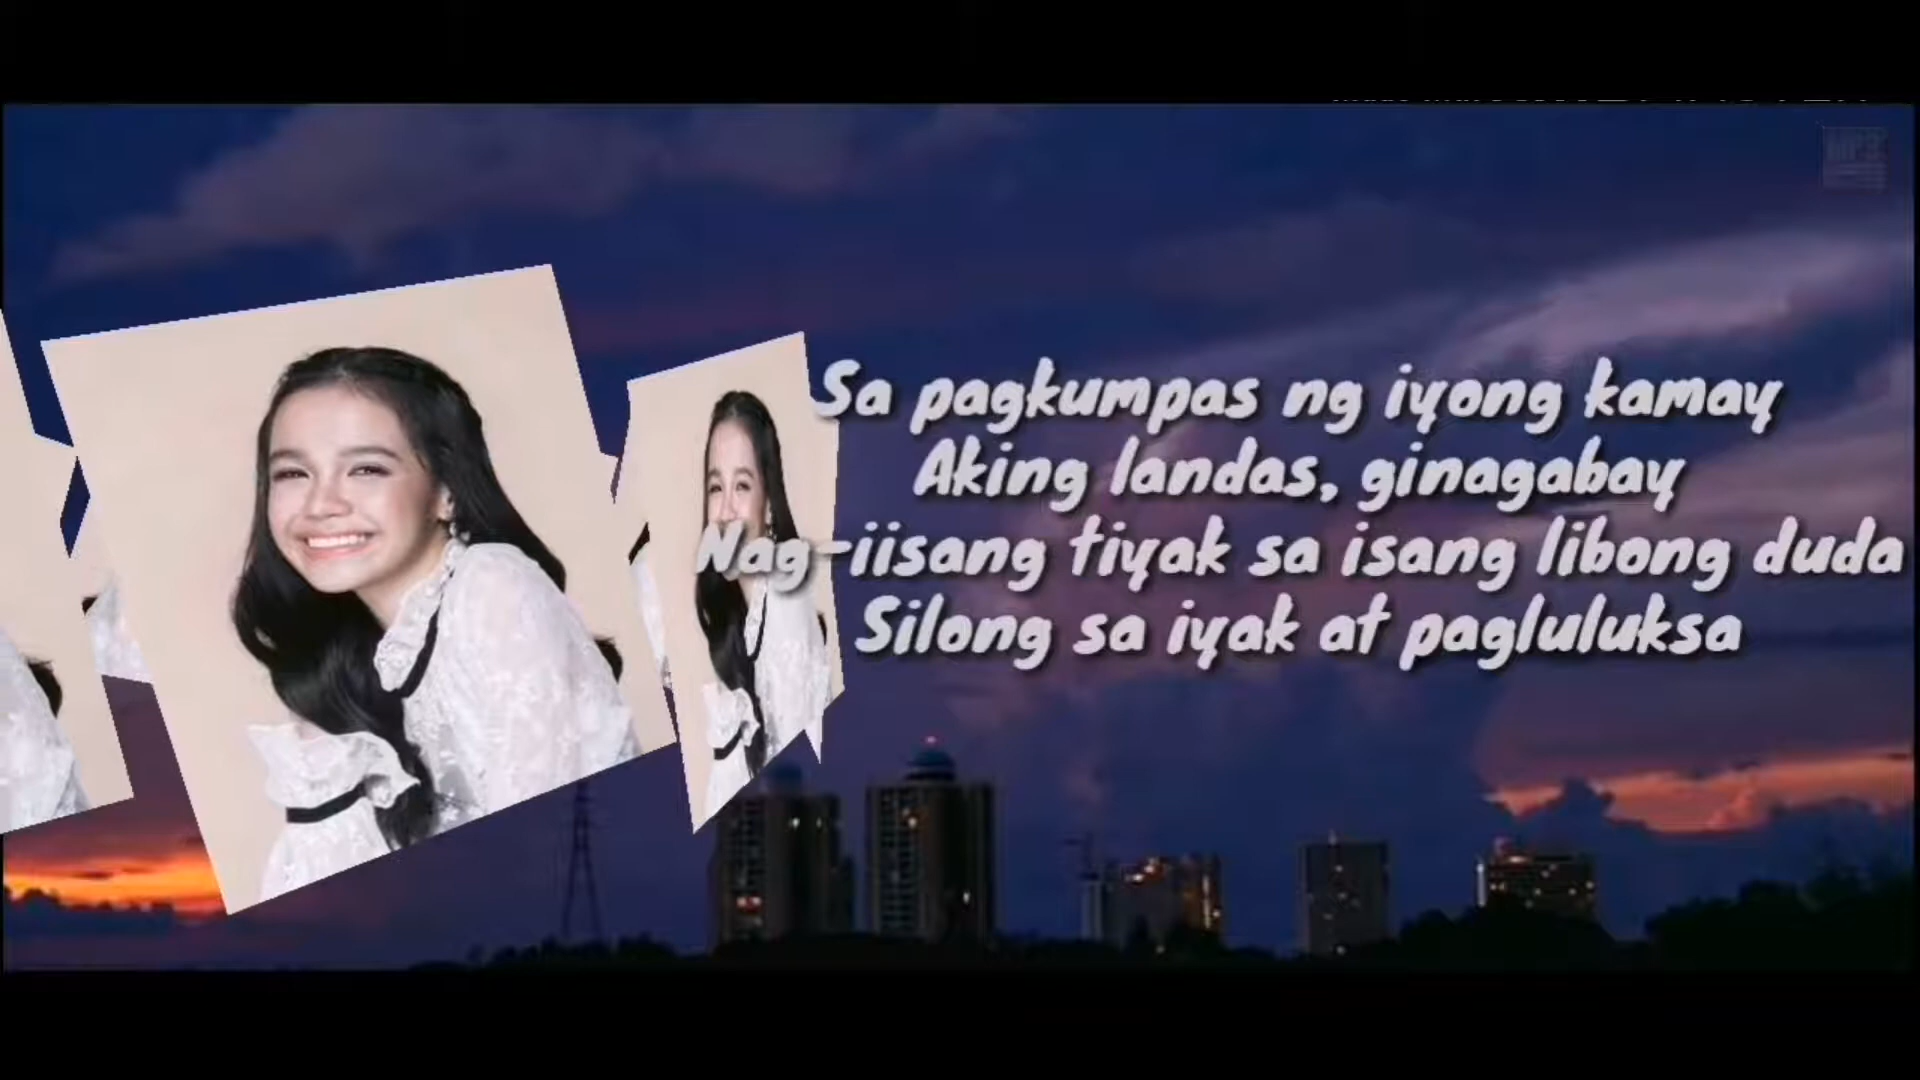 Sa pagkumpas ng iyong kamay
Aking landas, ginagabay
Nag-iisang tiyak sa isang libong duda
Silong sa iyak at pagluluksa